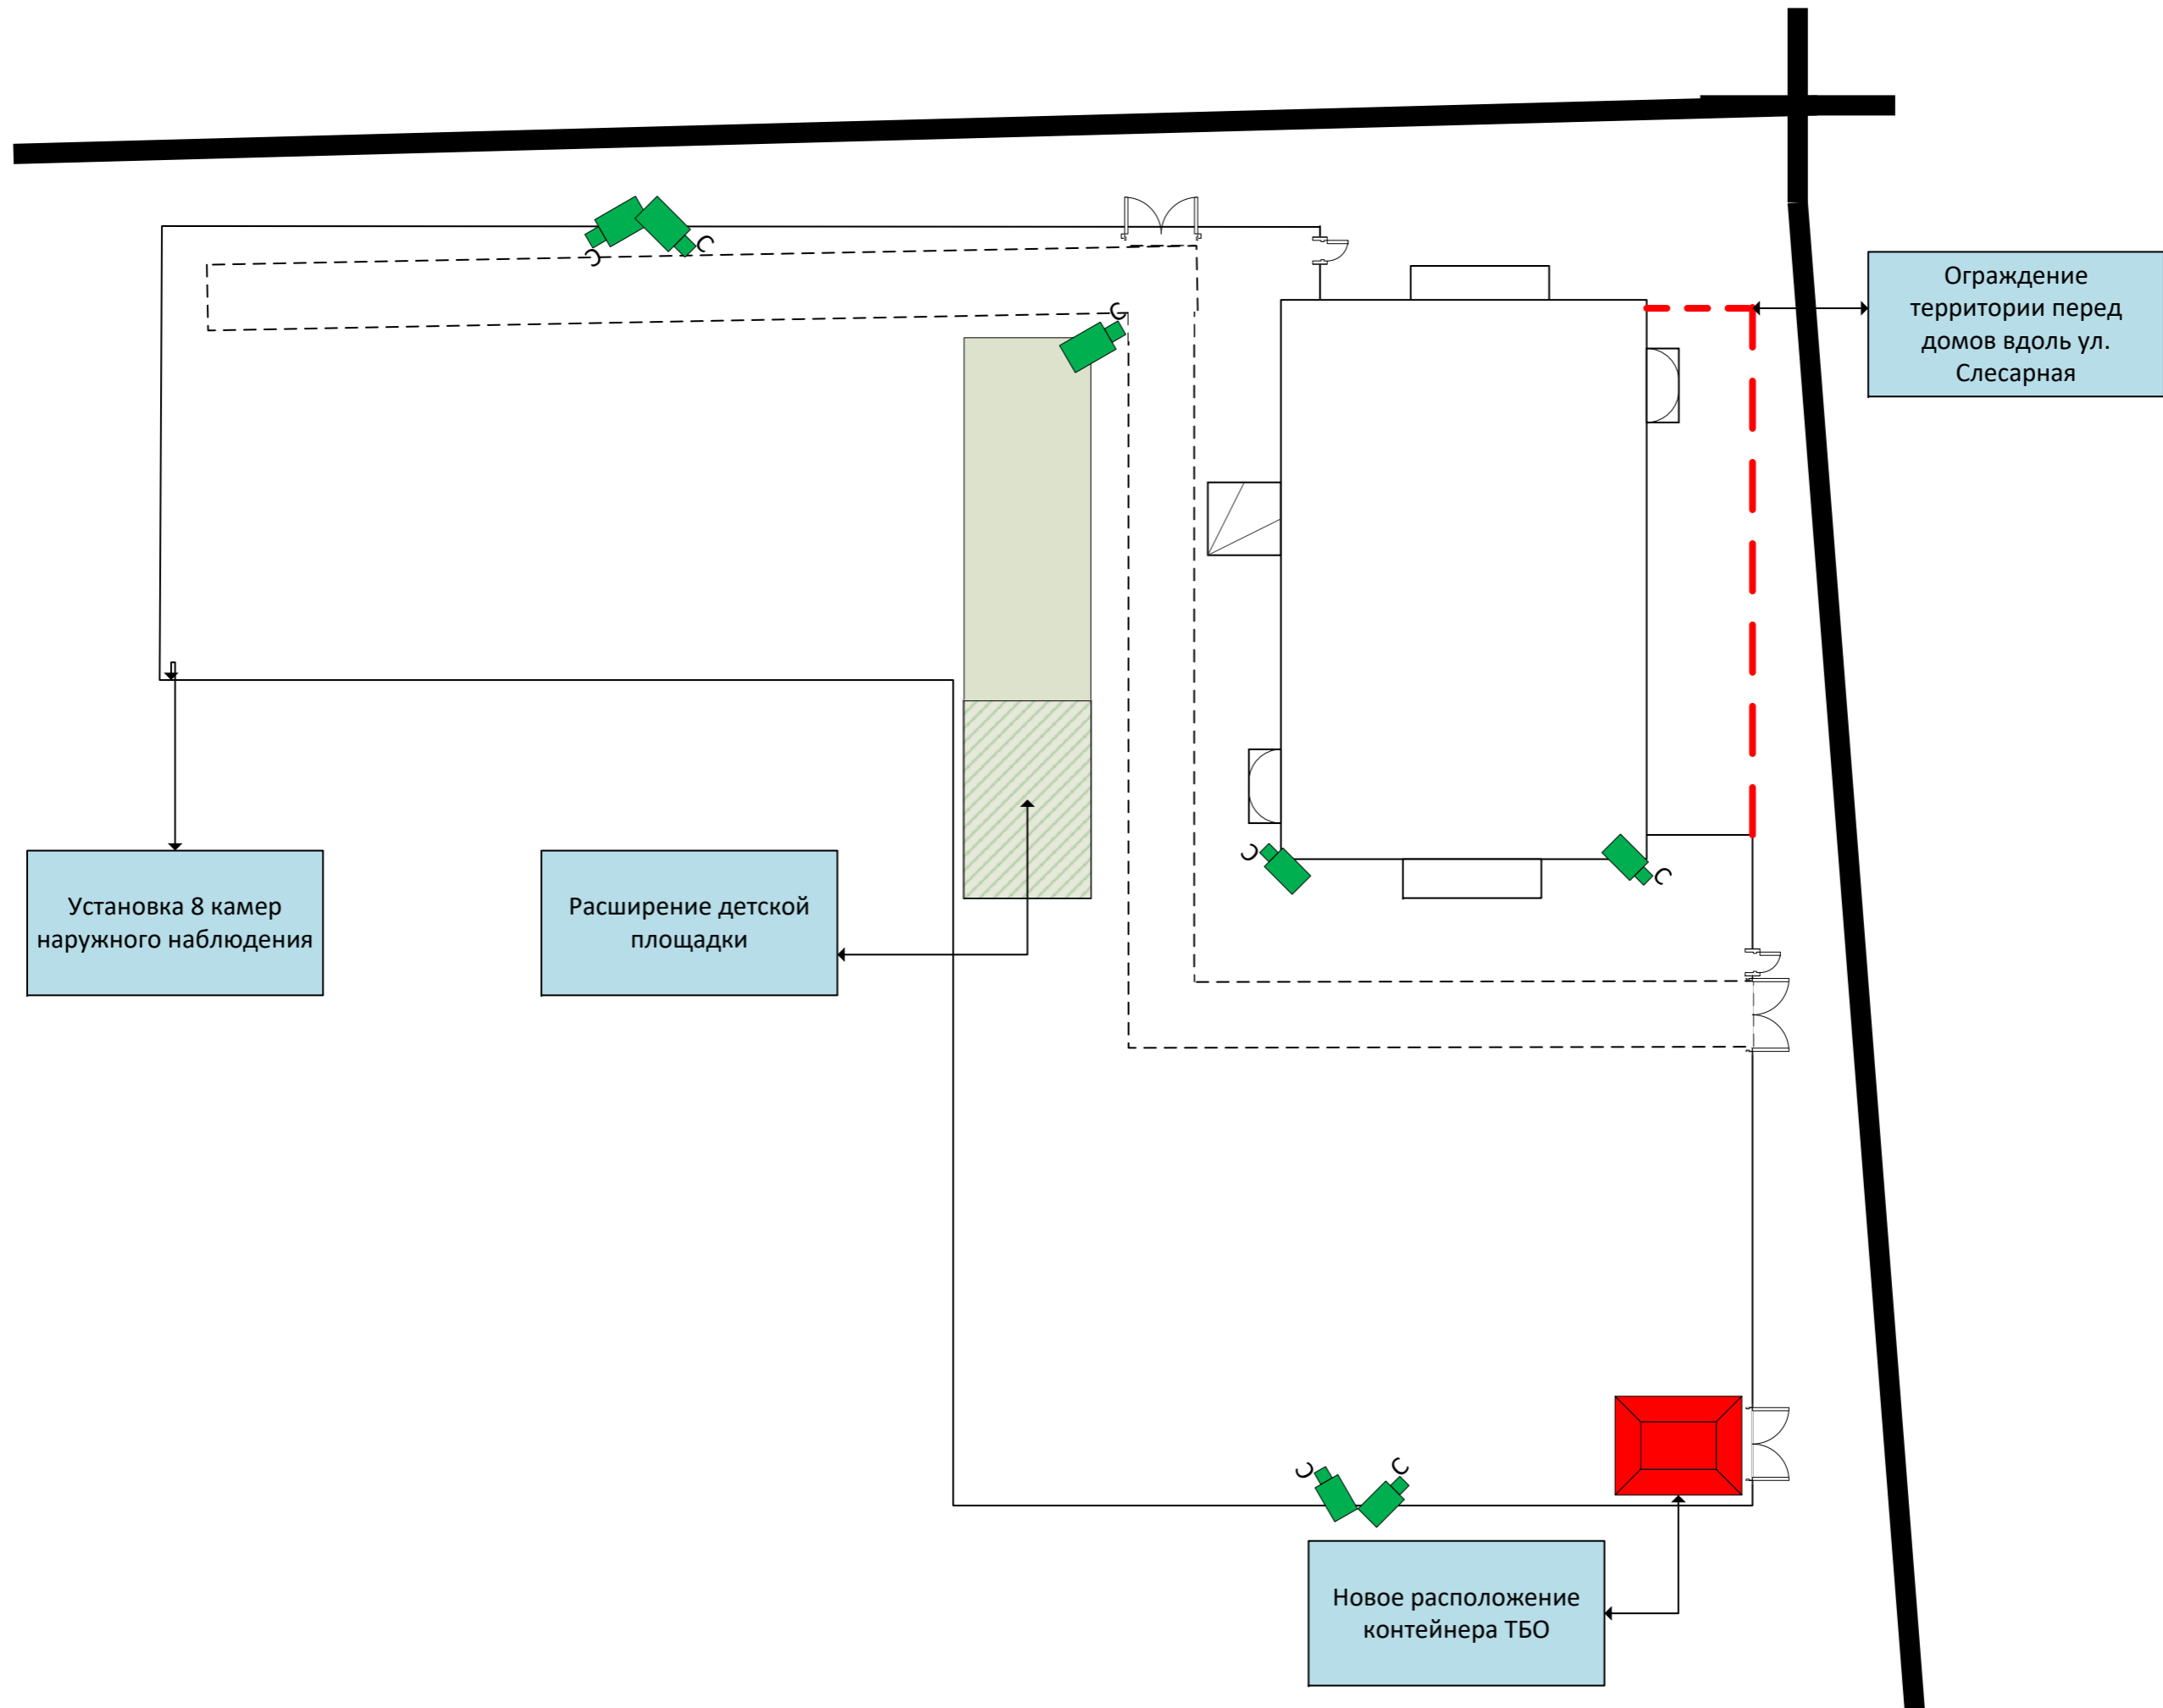 Ограждение
территории перед
домов вдоль ул.
Слесарная
Установка 8 камер
наружного наблюдения
Расширение детской
площадки
Новое расположение
контейнера ТБО